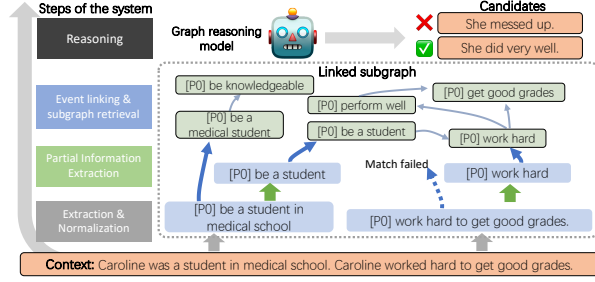 Steps of the system
Candidates
Reasoning
Graph reasoning
model
She messed up.
She did very well.
Linked subgraph
Event linking &
subgraph retrieval
[P0] be knowledgeable
[P0] get good grades
[P0] perform well
[P0] be a
medical student
[P0] be a student
[P0] work hard
Partial Information
Extraction
[P0] be a student
Match failed
[P0] work hard
Extraction &
Normalization
[P0] be a student in
medical school
[P0] work hard to get good grades.
Context: Caroline was a student in medical school. Caroline worked hard to get good grades.